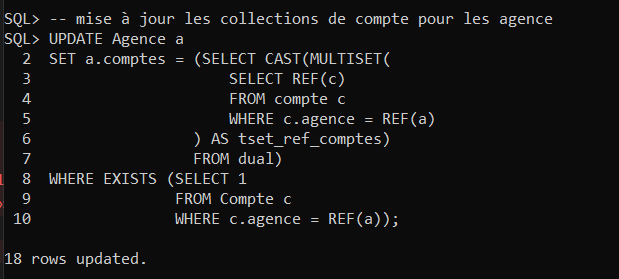 SQL> -- mise à jour les collections de compte pour les agence
SQL> UPDATE Agence a
  2  SET a.comptes = (SELECT CAST(MULTISET(
  3                       SELECT REF(c)
  4                       FROM compte c
  5                       WHERE c.agence = REF(a)
  6                   ) AS tset_ref_comptes)
  7                   FROM dual)
  8  WHERE EXISTS (SELECT 1
  9                FROM Compte c
 10                WHERE c.agence = REF(a));
18 rows updated.